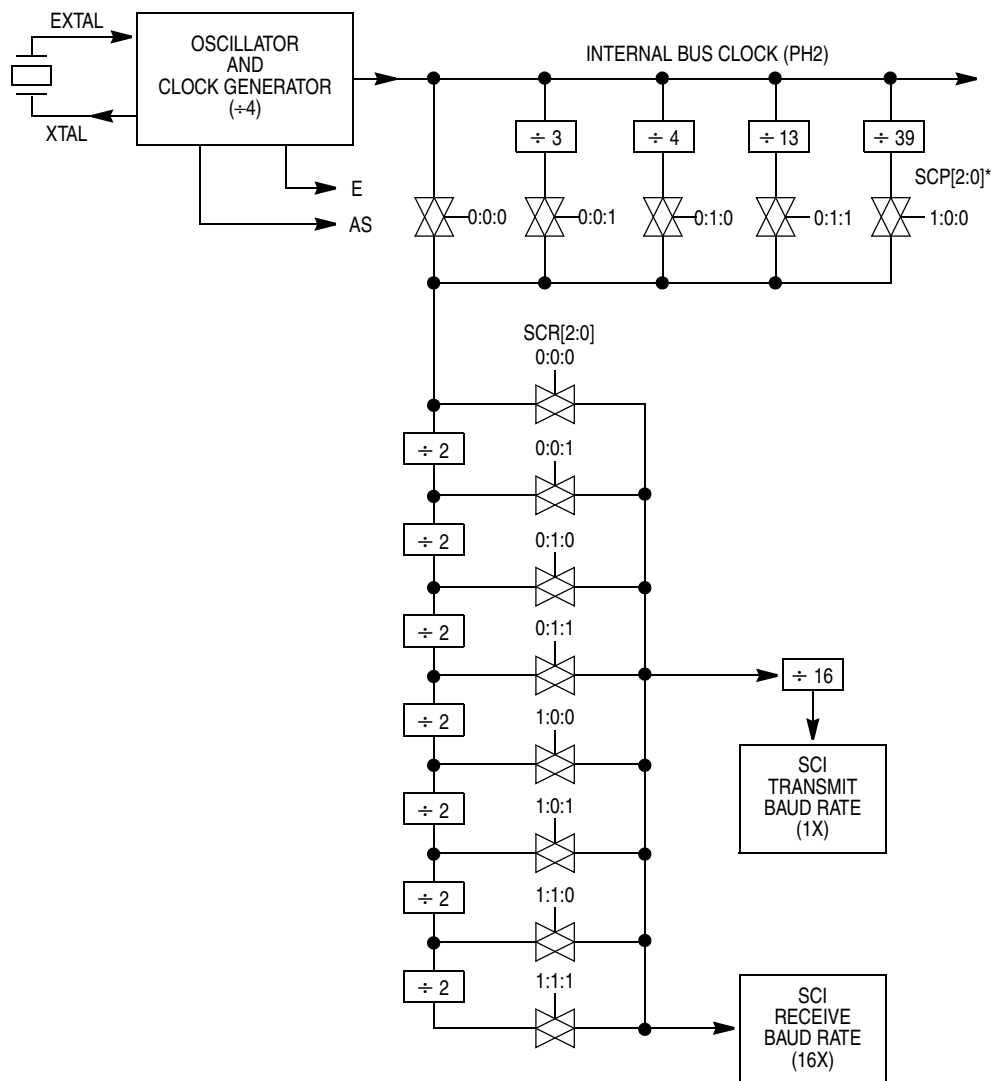 EXTAL
XTAL
OSCILLATOR
AND
CLOCK GENERATOR
(÷4)
E
AS
INTERNAL BUS CLOCK (PH2)
÷ 3
÷ 4
÷ 13
÷ 39
SCP[2:0]*
0:0:0
0:0:1
0:1:0
0:1:1
1:0:0
SCR[2:0]
0:0:0
÷ 2
0:0:1
÷ 2
0:1:0
÷ 2
0:1:1
÷ 2
1:0:0
÷ 2
1:0:1
÷ 2
1:1:0
÷ 2
1:1:1
÷ 16
SCI
TRANSMIT
BAUD RATE
(1X)
SCI
RECEIVE
BAUD RATE
(16X)